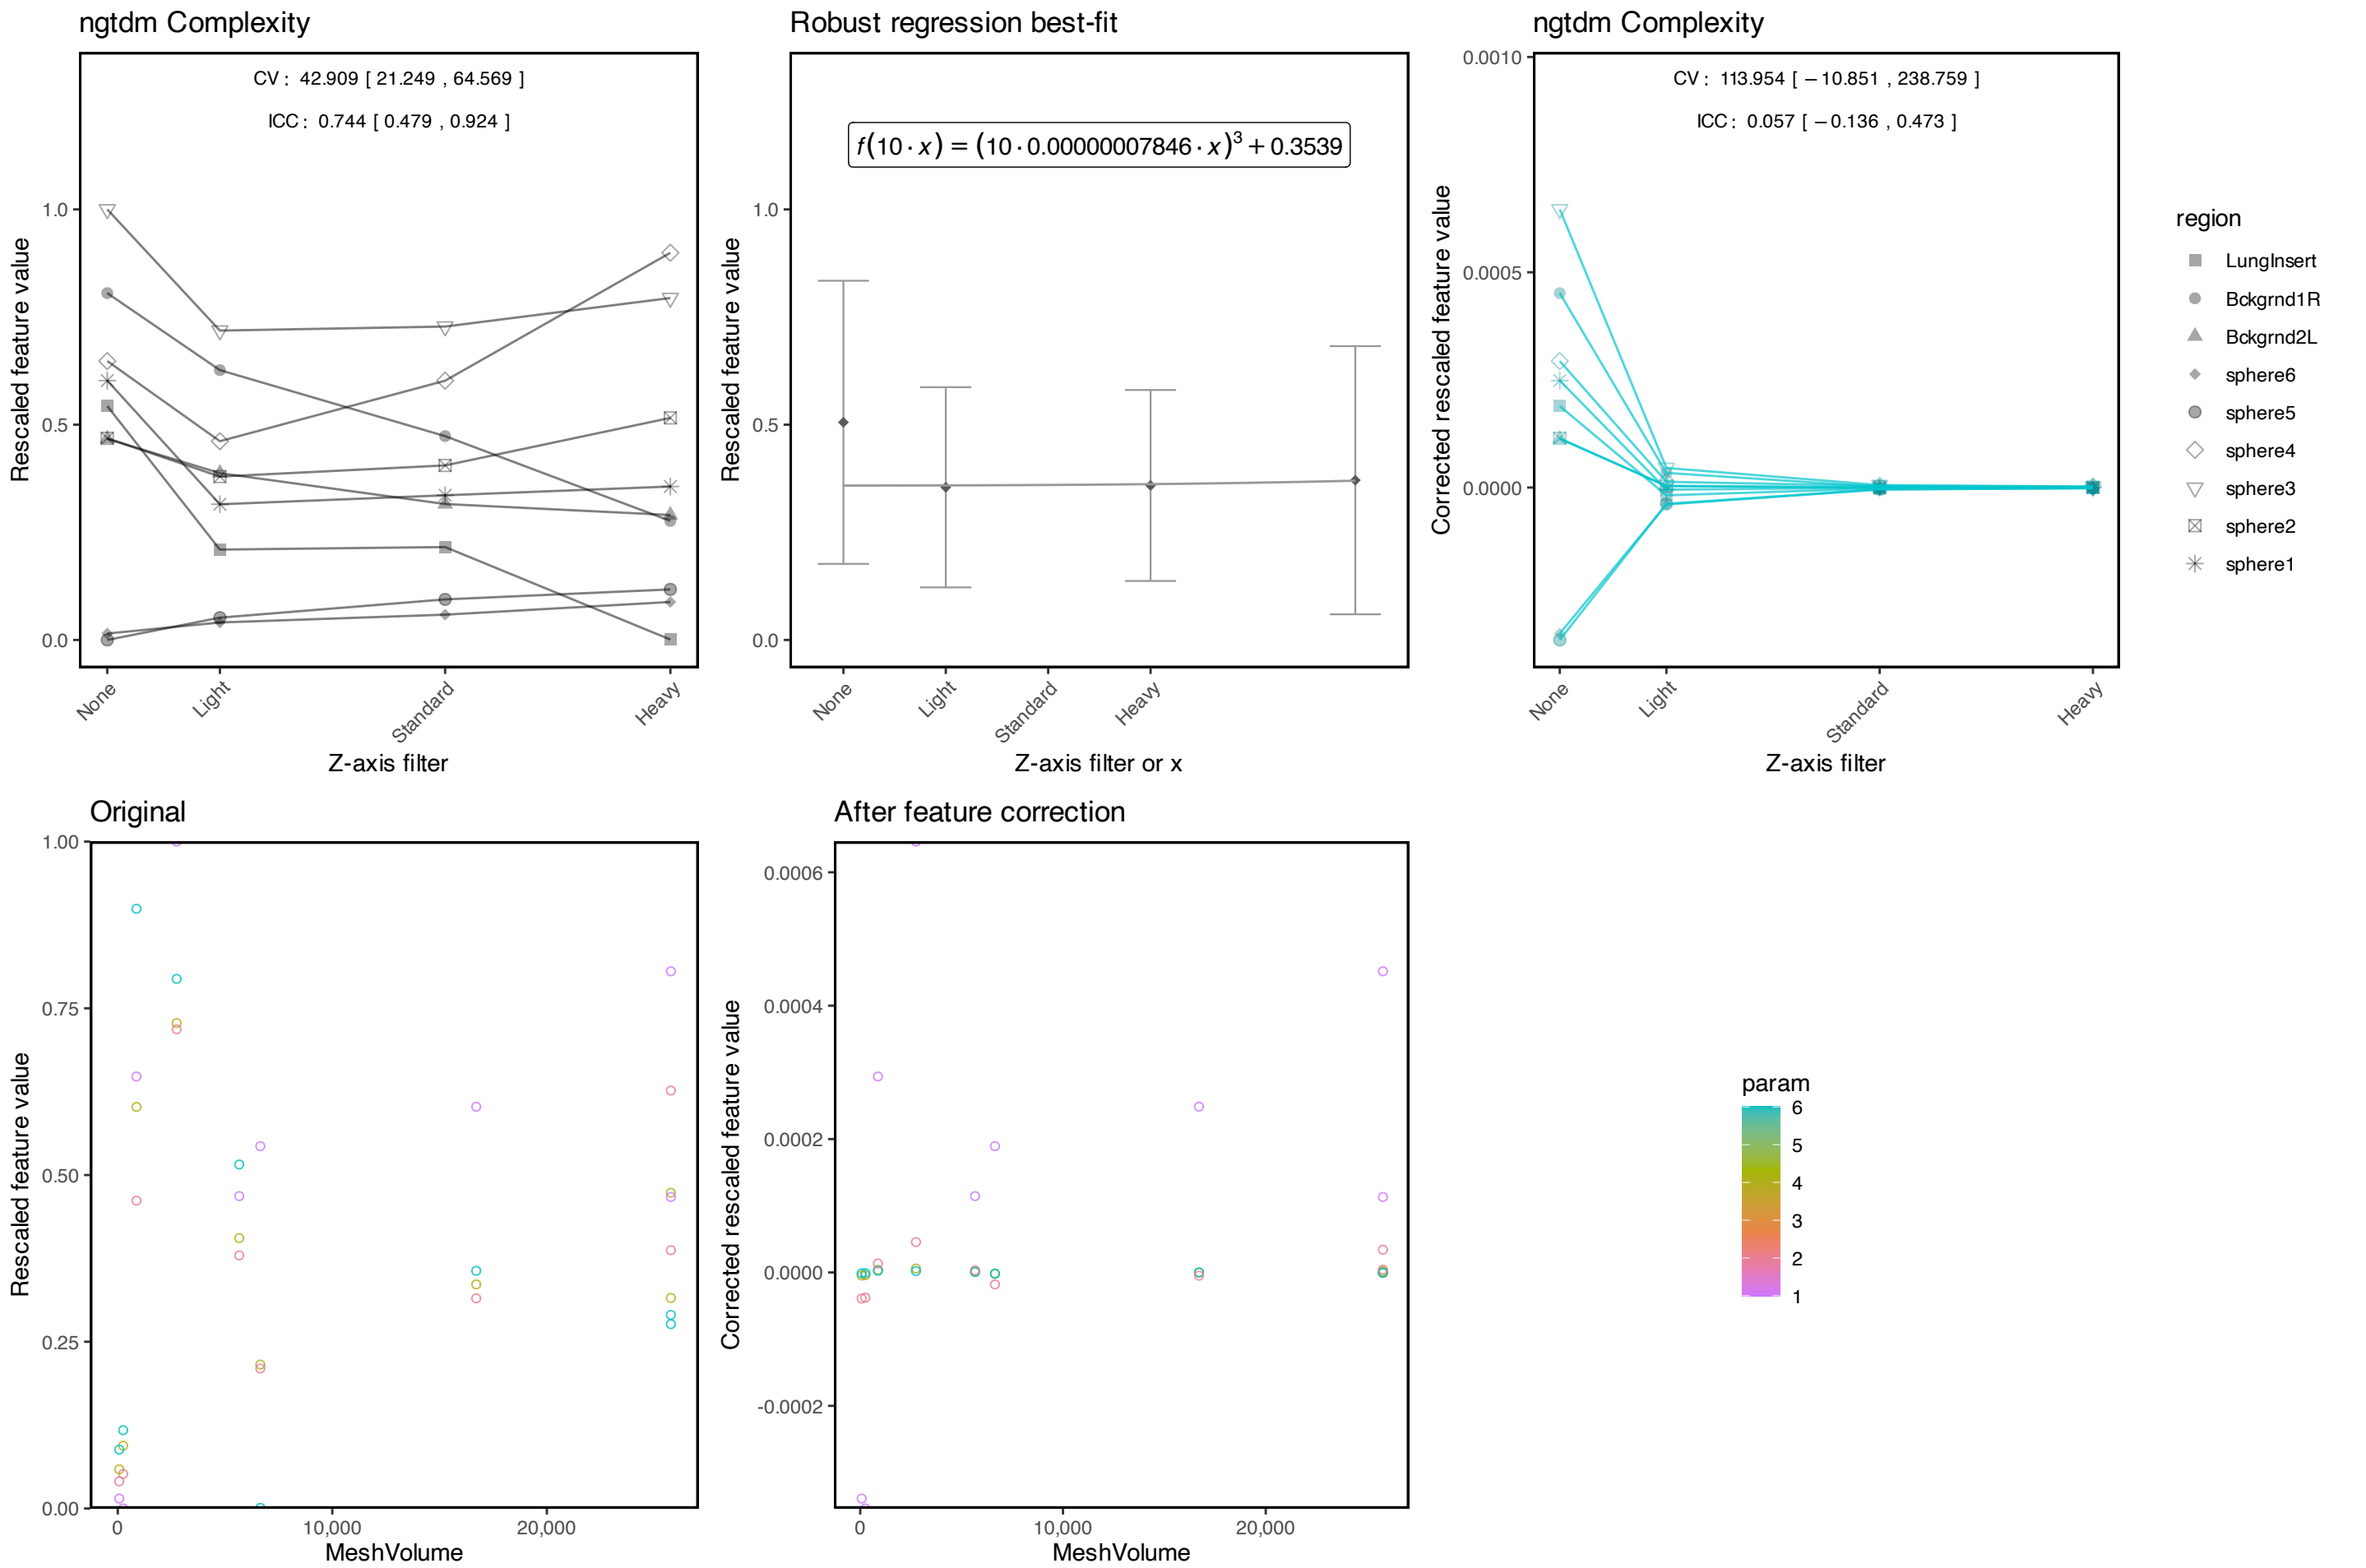 ngtdm Complexity
CV : 42.909 [ 21.249 , 64.569 ]
ICC : 0.744 [ 0.479 , 0.924 ]
Rescaled feature value
1.0
0.5
0.0
None
Light
Standard
Heavy
Z-axis filter
Robust regression best-fit
f(10 · x) = (10 · 0.00000007846 · x)³ + 0.3539
Rescaled feature value
1.0
0.5
0.0
None
Light
Standard
Heavy
Z-axis filter or x
ngtdm Complexity
CV : 113.954 [ −10.851 , 238.759 ]
ICC : 0.057 [ −0.136 , 0.473 ]
Corrected rescaled feature value
0.0010
0.0005
0.0000
None
Light
Standard
Heavy
Z-axis filter
region
LungInsert
Bckgrnd1R
Bckgrnd2L
sphere6
sphere5
sphere4
sphere3
sphere2
sphere1
Original
Rescaled feature value
1.00
0.75
0.50
0.25
0.00
0
10,000
20,000
MeshVolume
After feature correction
Corrected rescaled feature value
0.0006
0.0004
0.0002
0.0000
-0.0002
0
10,000
20,000
MeshVolume
param
6
5
4
3
2
1